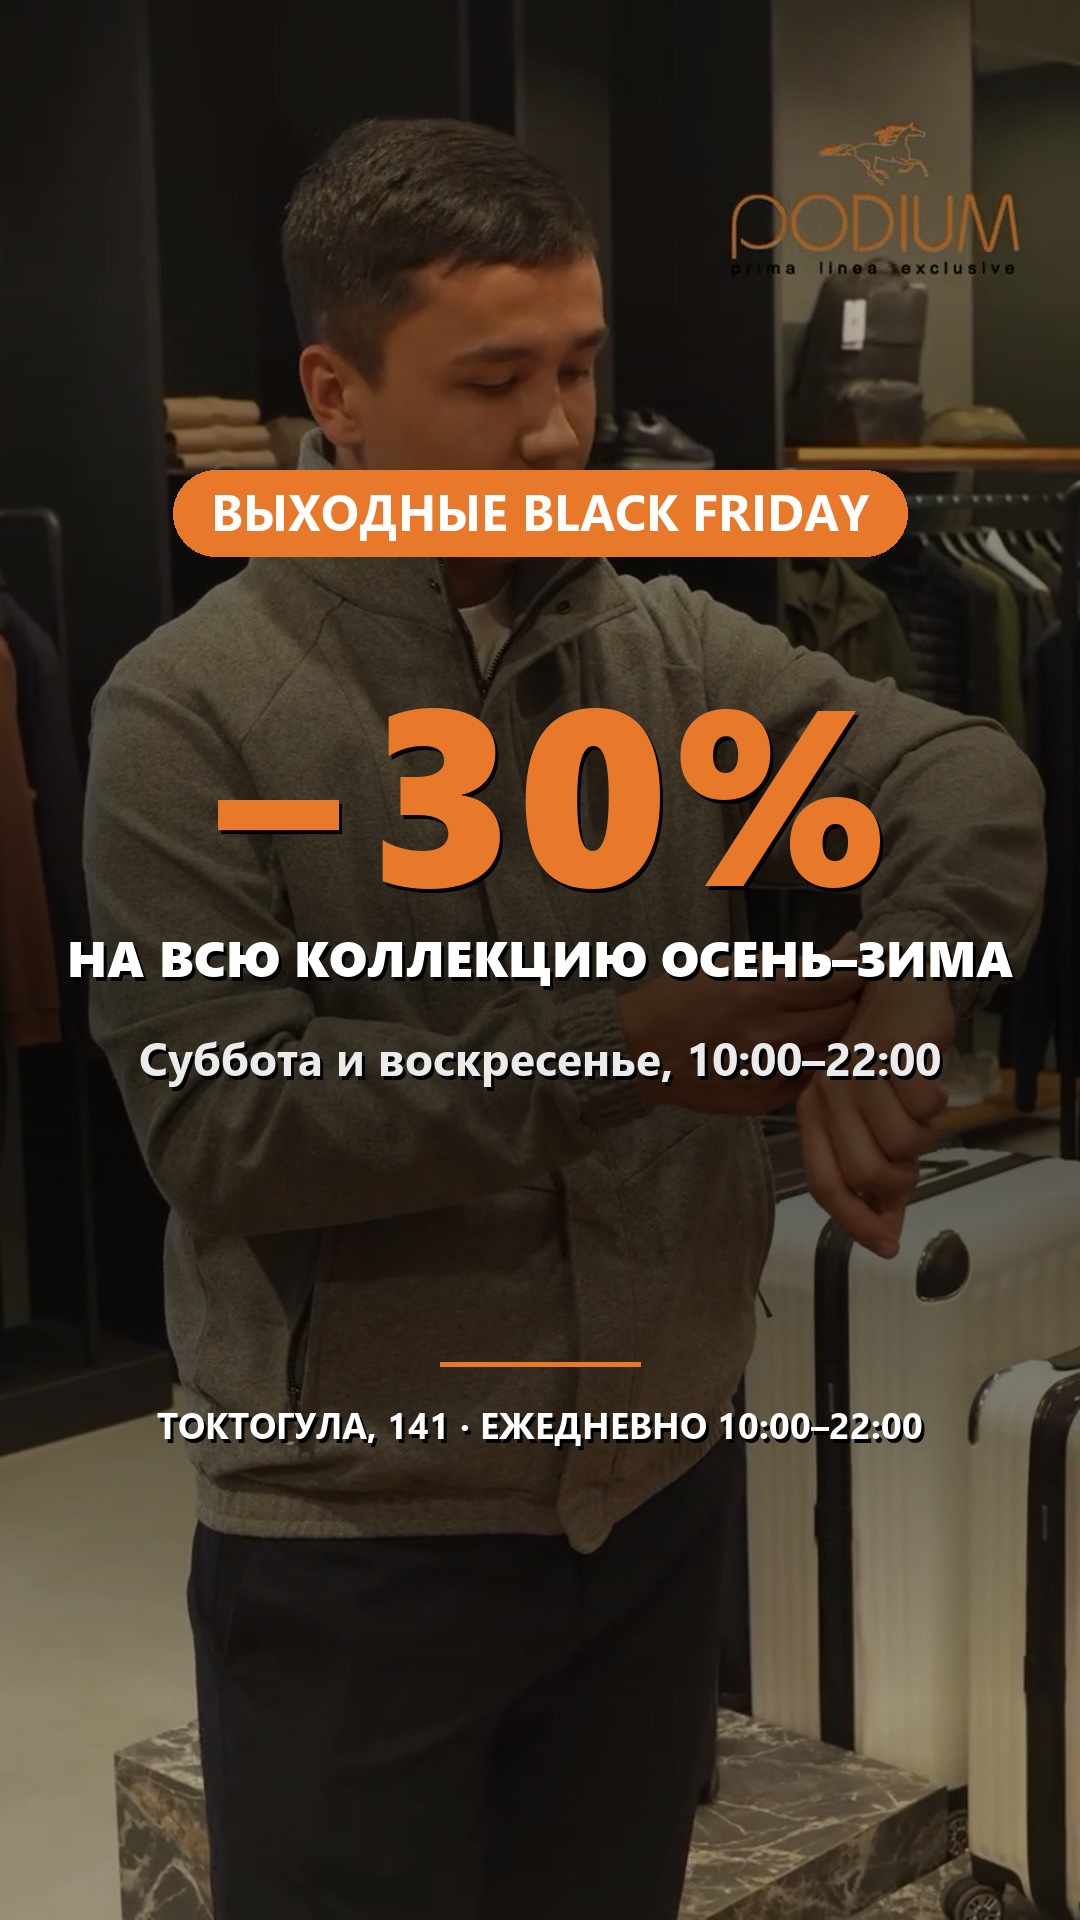 PODIUM
prima linea exclusive
ВЫХОДНЫЕ BLACK FRIDAY
–30%
НА ВСЮ КОЛЛЕКЦИЮ ОСЕНЬ–ЗИМА
Суббота и воскресенье, 10:00–22:00
ТОКТОГУЛА, 141 · ЕЖЕДНЕВНО 10:00–22:00